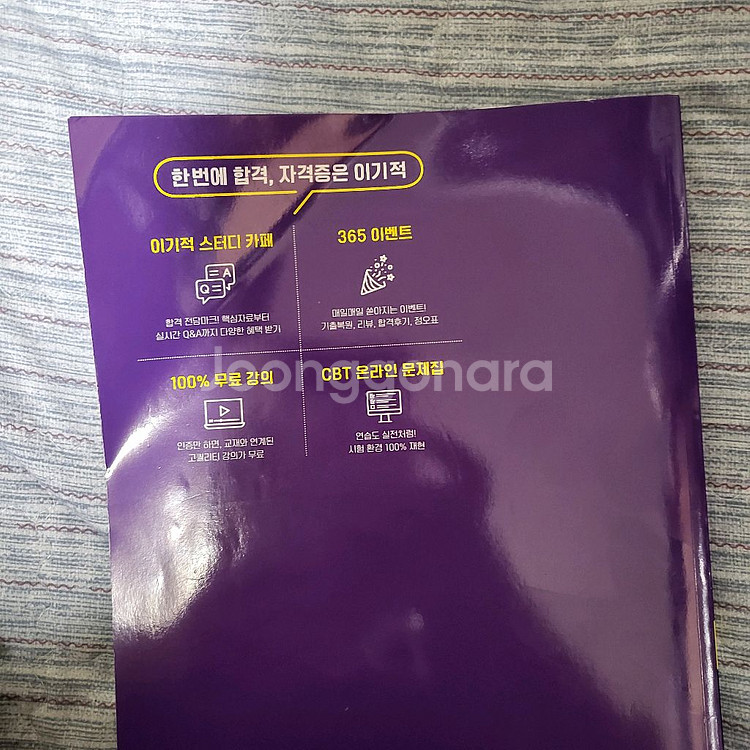 한 번에 합격, 자격증은 이기적
이기적 스터디 카페
A
Q
합격 전담마크! 핵심자료부터
실시간 Q&A까지 다양한 혜택 받기
365 이벤트
매일매일 쏟아지는 이벤트!
기출복원, 리뷰, 합격후기, 정오표
100% 무료 강의
인증만 하면, 교재와 연계된
고퀄리티 강의가 무료
CBT 온라인 문제집
연습도 실전처럼!
시험 환경 100% 재현
bonggonara